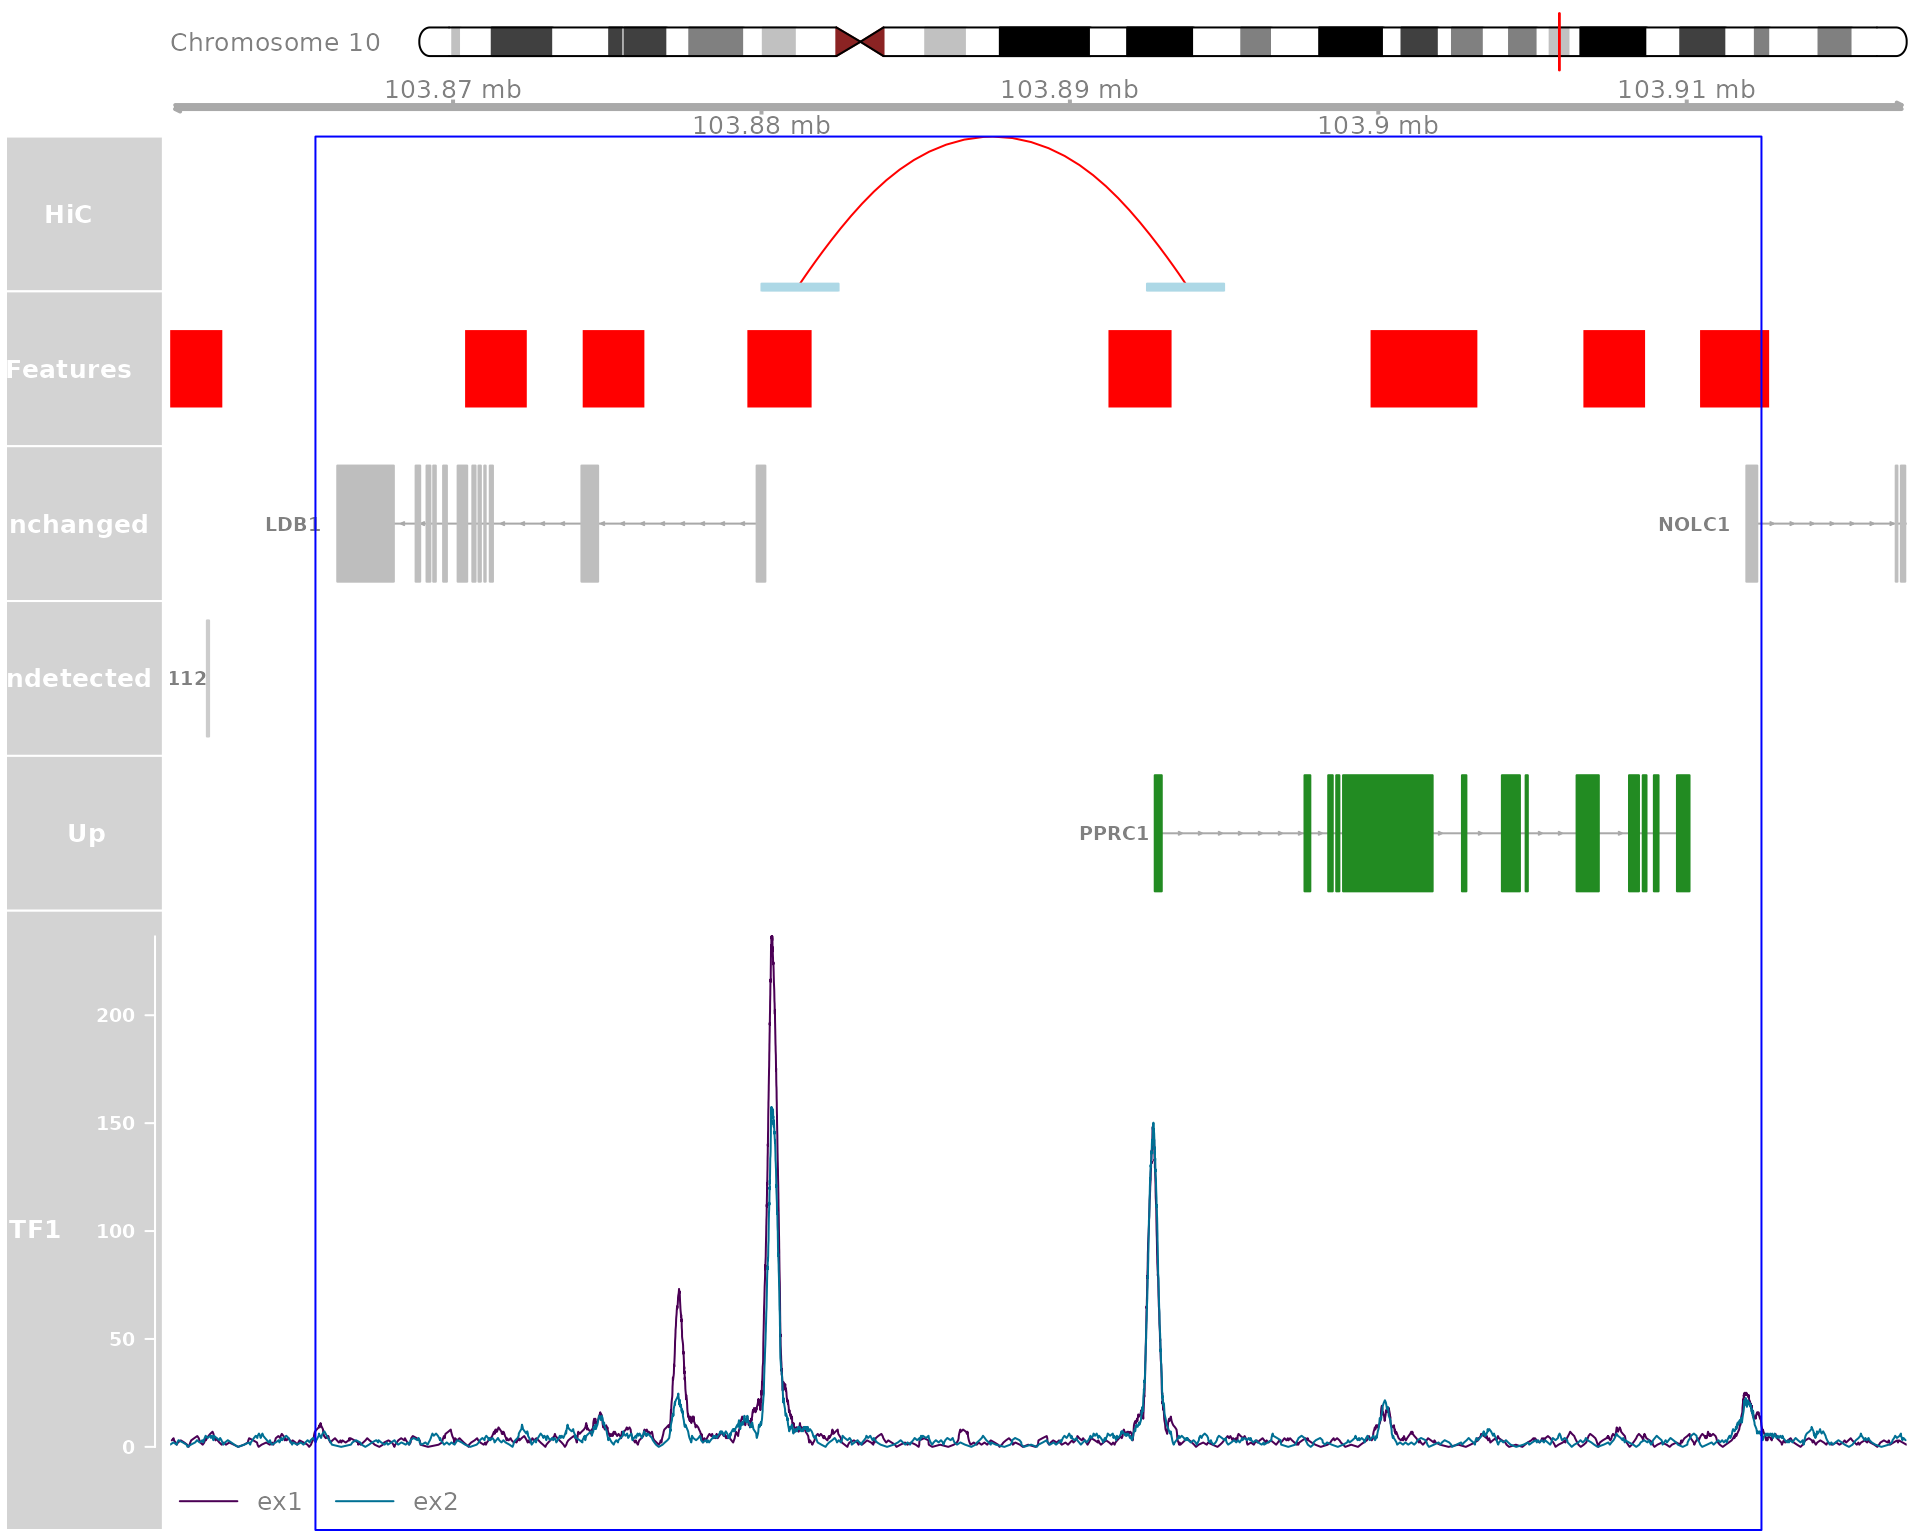 Chromosome 10
103.87 mb
103.89 mb
103.91 mb
103.88 mb
103.9 mb
HiC
Features
nchanged
LDB1
NOLC1
ndetected
112
Up
PPRC1
200
150
TF1
100
50
0
ex1
ex2